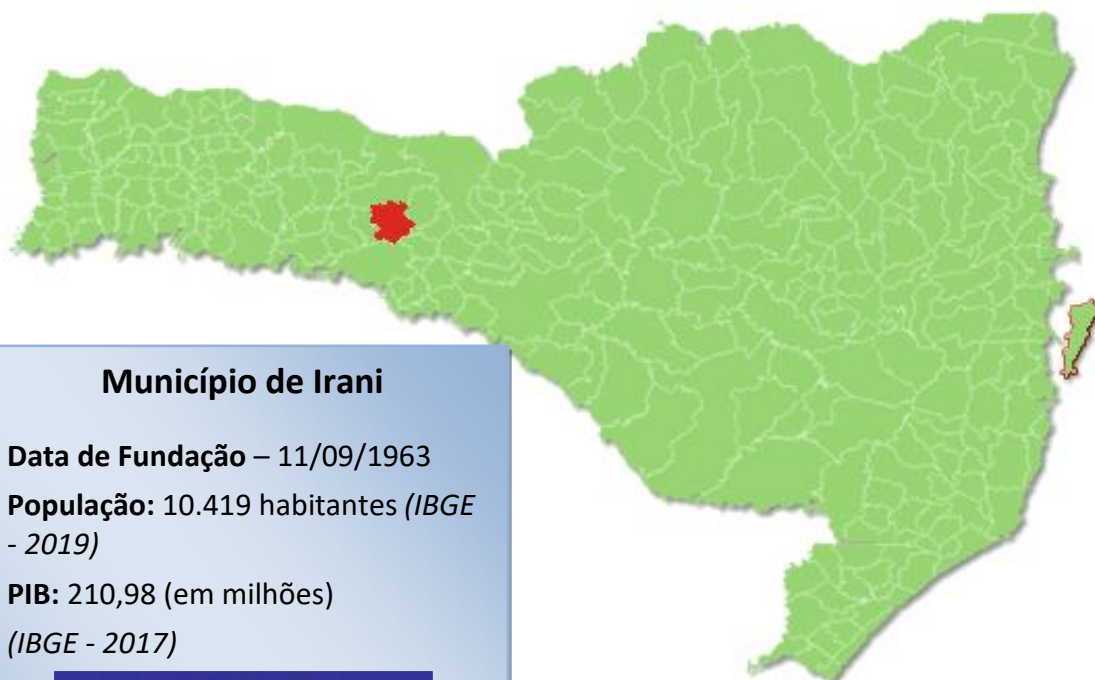 Município de Irani
Data de Fundação – 11/09/1963
População: 10.419 habitantes (IBGE
- 2019)
PIB: 210,98 (em milhões)
(IBGE - 2017)